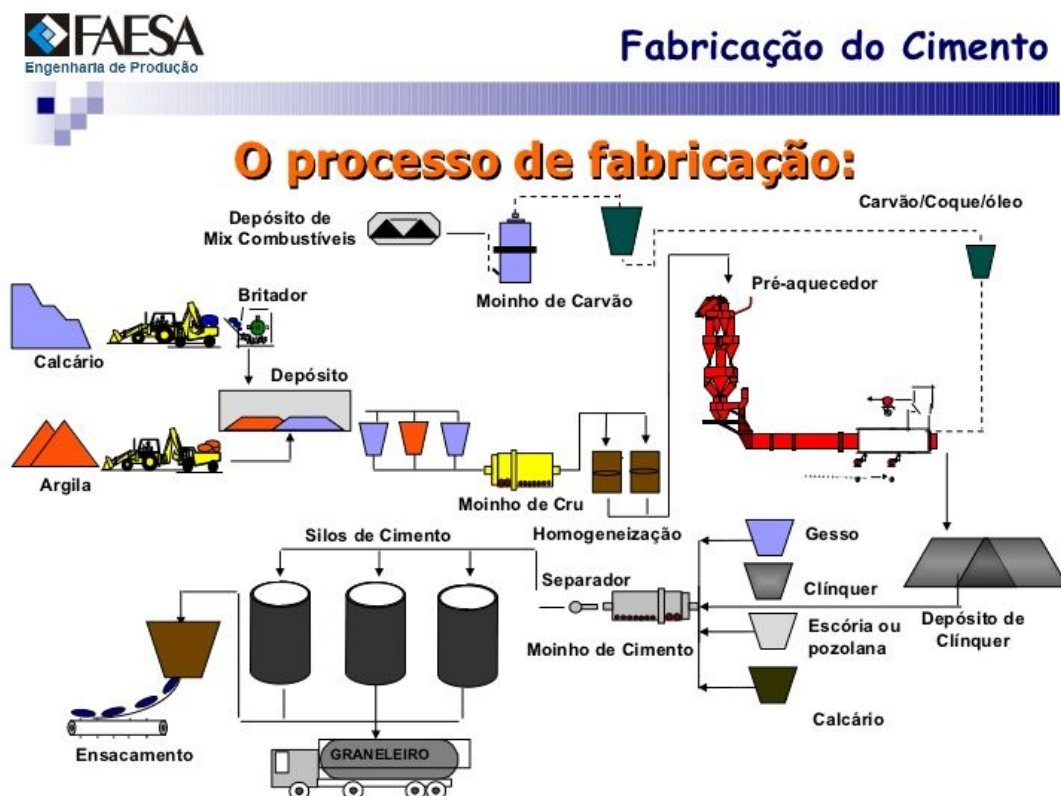 FAESA
Engenharia de Produção
Fabricação do Cimento
O processo de fabricação:
Depósito de
Mix Combustíveis
Moinho de Carvão
Carvão/Coque/óleo
Pré-aquecedor
Britador
Calcário
Depósito
Argila
Moinho de Cru
Homogeneização
Silos de Cimento
Separador
Moinho de Cimento
Gesso
Clínquer
Escória ou
pozolana
Calcário
Depósito de
Clínquer
Ensacamento
GRANELEIRO